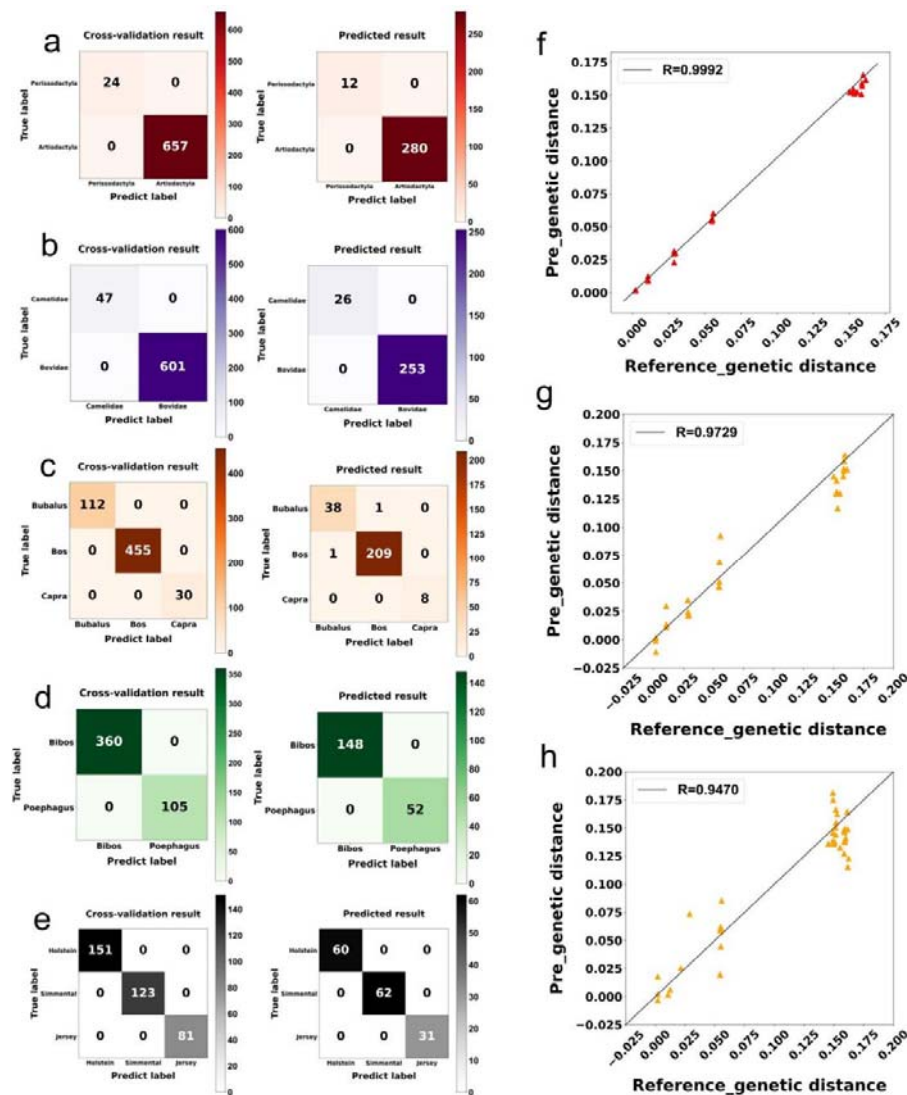 a
Cross-validation result
True label
Perissodactyla
24 0
Artiodactyla
0 657
Perissodactyla Artiodactyla
Predict label
600
500
400
300
200
100
0
Predicted result
True label
Perissodactyla
12 0
Artiodactyla
0 280
Perissodactyla Artiodactyla
Predict label
250
200
150
100
50
0
b
Cross-validation result
True label
Camelidae
47 0
Bovidae
0 601
Camelidae Bovidae
Predict label
600
500
400
300
200
100
0
Predicted result
True label
Camelidae
26 0
Bovidae
0 253
Camelidae Bovidae
Predict label
250
200
150
100
50
0
c
Cross-validation result
True label
Bubalus
112 0 0
Bos
0 455 0
Capra
0 0 30
Bubalus Bos Capra
Predict label
400
300
200
100
0
Predicted result
True label
Bubalus
38 1 0
Bos
1 209 0
Capra
0 0 8
Bubalus Bos Capra
Predict label
200
175
150
125
100
75
50
25
0
d
Cross-validation result
True label
Bibos
360 0
Poephagus
0 105
Bibos Poephagus
Predict label
350
300
250
200
150
100
50
0
Predicted result
True label
Bibos
148 0
Poephagus
0 52
Bibos Poephagus
Predict label
140
120
100
80
60
40
20
0
e
Cross-validation result
True label
Holstein
151 0 0
Simmental
0 123 0
Jersey
0 0 81
Holstein Simmental Jersey
Predict label
140
120
100
80
60
40
20
0
Predicted result
True label
Holstein
60 0 0
Simmental
0 62 0
Jersey
0 0 31
Holstein Simmental Jersey
Predict label
60
50
40
30
20
10
0
f
R=0.9992
Pre_genetic distance
0.175
0.150
0.125
0.100
0.075
0.050
0.025
0.000
0.000 0.025 0.050 0.075 0.100 0.125 0.150 0.175
Reference_genetic distance
g
R=0.9729
Pre_genetic distance
0.200
0.175
0.150
0.125
0.100
0.075
0.050
0.025
0.000
−0.025
−0.025 0.000 0.025 0.050 0.075 0.100 0.125 0.150 0.175 0.200
Reference_genetic distance
h
R=0.9470
Pre_genetic distance
0.200
0.175
0.150
0.125
0.100
0.075
0.050
0.025
0.000
−0.025
−0.025 0.000 0.025 0.050 0.075 0.100 0.125 0.150 0.175 0.200
Reference_genetic distance